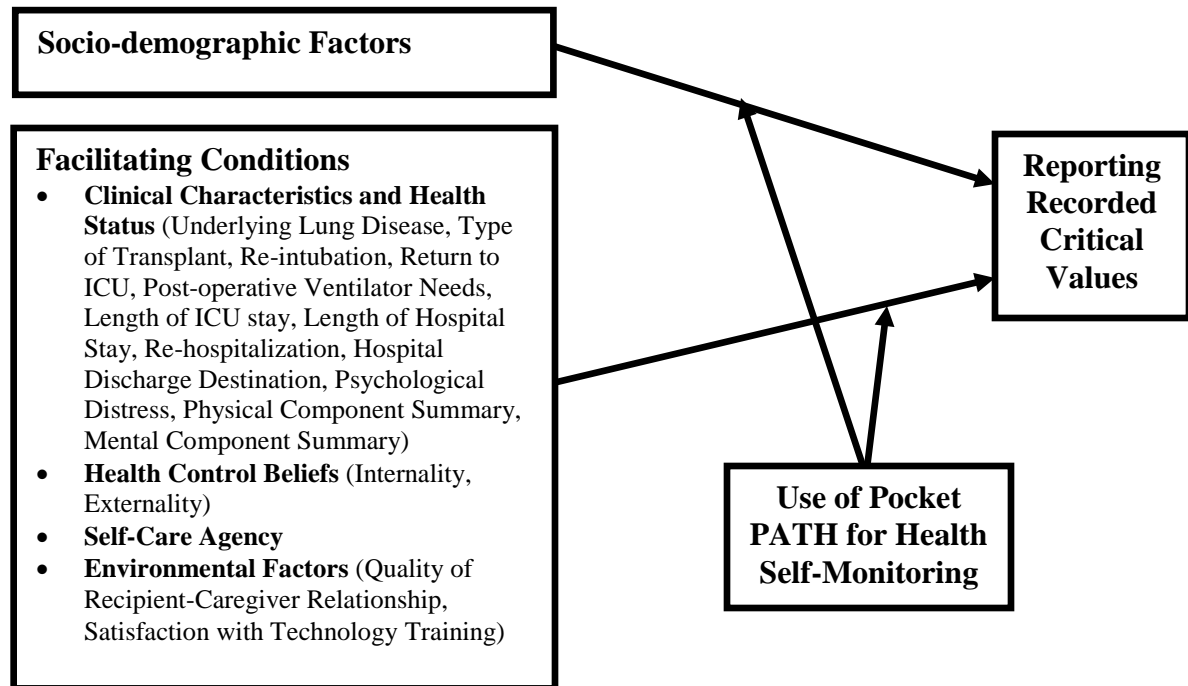 Socio-demographic Factors
Facilitating Conditions
• Clinical Characteristics and Health
Status (Underlying Lung Disease, Type
of Transplant, Re-intubation, Return to
ICU, Post-operative Ventilator Needs,
Length of ICU stay, Length of Hospital
Stay, Re-hospitalization, Hospital
Discharge Destination, Psychological
Distress, Physical Component Summary,
Mental Component Summary)
• Health Control Beliefs (Internality,
Externality)
• Self-Care Agency
• Environmental Factors (Quality of
Recipient-Caregiver Relationship,
Satisfaction with Technology Training)
Reporting
Recorded
Critical
Values
Use of Pocket
PATH for Health
Self-Monitoring